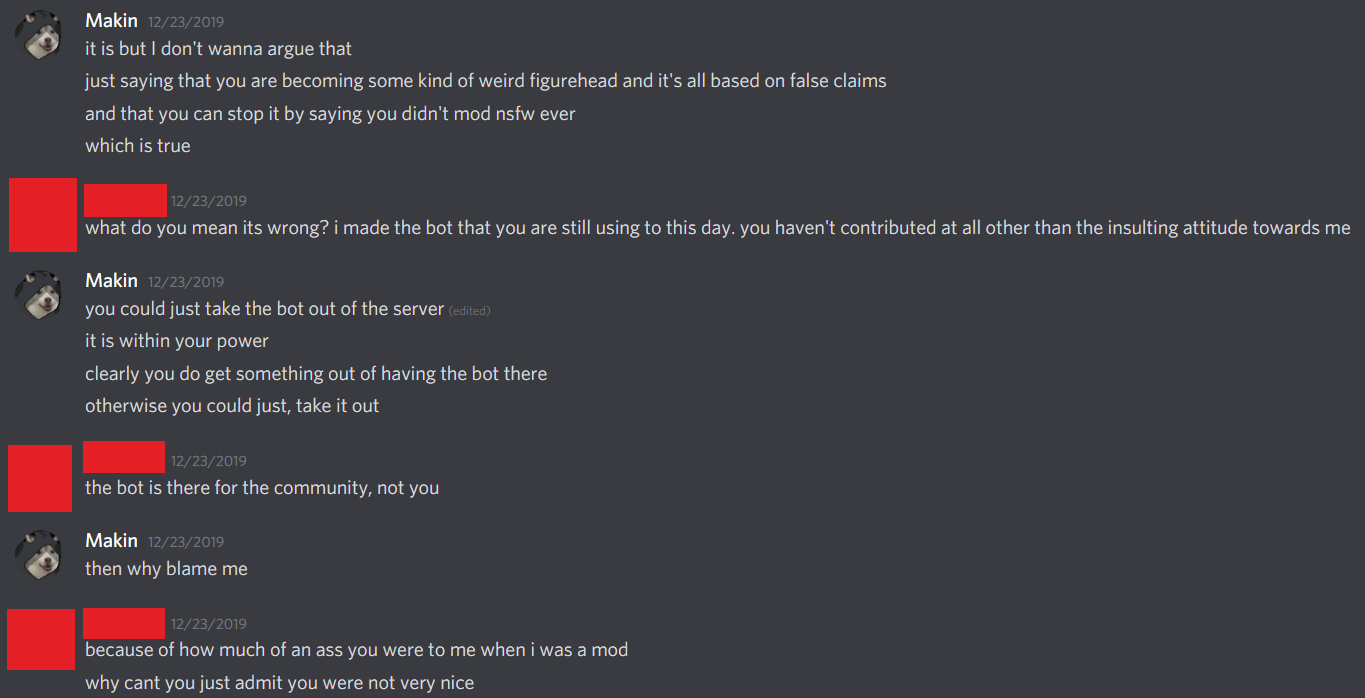 Makin 12/23/2019
it is but I don't wanna argue that
just saying that you are becoming some kind of weird figurehead and it's all based on false claims
and that you can stop it by saying you didn't mod nsfw ever
which is true
12/23/2019
what do you mean its wrong? i made the bot that you are still using to this day. you haven't contributed at all other than the insulting attitude towards me
Makin 12/23/2019
you could just take the bot out of the server (edited)
it is within your power
clearly you do get something out of having the bot there
otherwise you could just, take it out
12/23/2019
the bot is there for the community, not you
Makin 12/23/2019
then why blame me
12/23/2019
because of how much of an ass you were to me when i was a mod
why cant you just admit you were not very nice